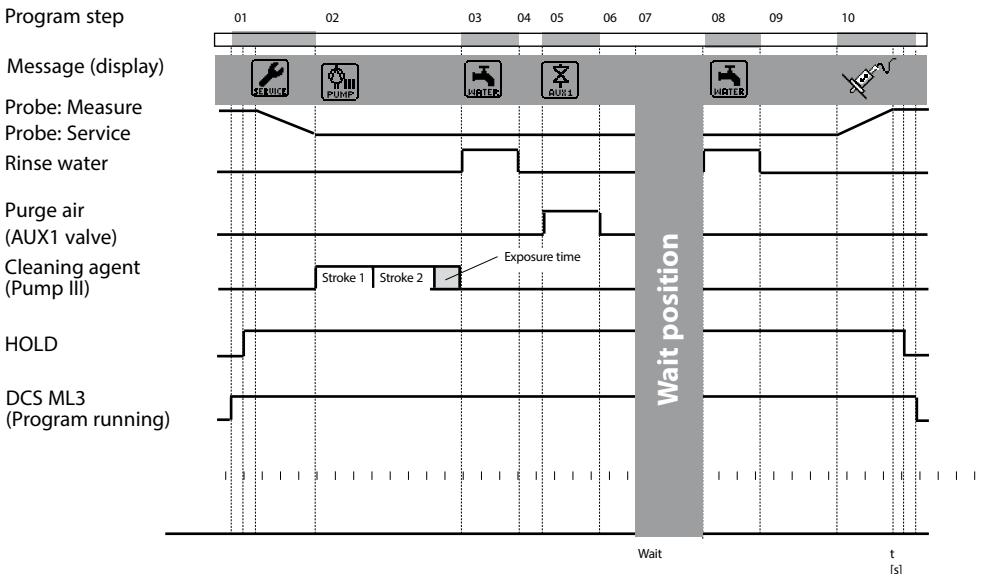 Program step 01 02 03 04 05 06 07 08 09 10
Message (display)
SERVICE PUMP WATER AUX1 WATER
Probe: Measure
Probe: Service
Rinse water
Purge air
(AUX1 valve)
Cleaning agent
(Pump III)
Stroke 1 Stroke 2 Exposure time
HOLD
DCS ML3
(Program running)
Wait position
Wait t
[s]